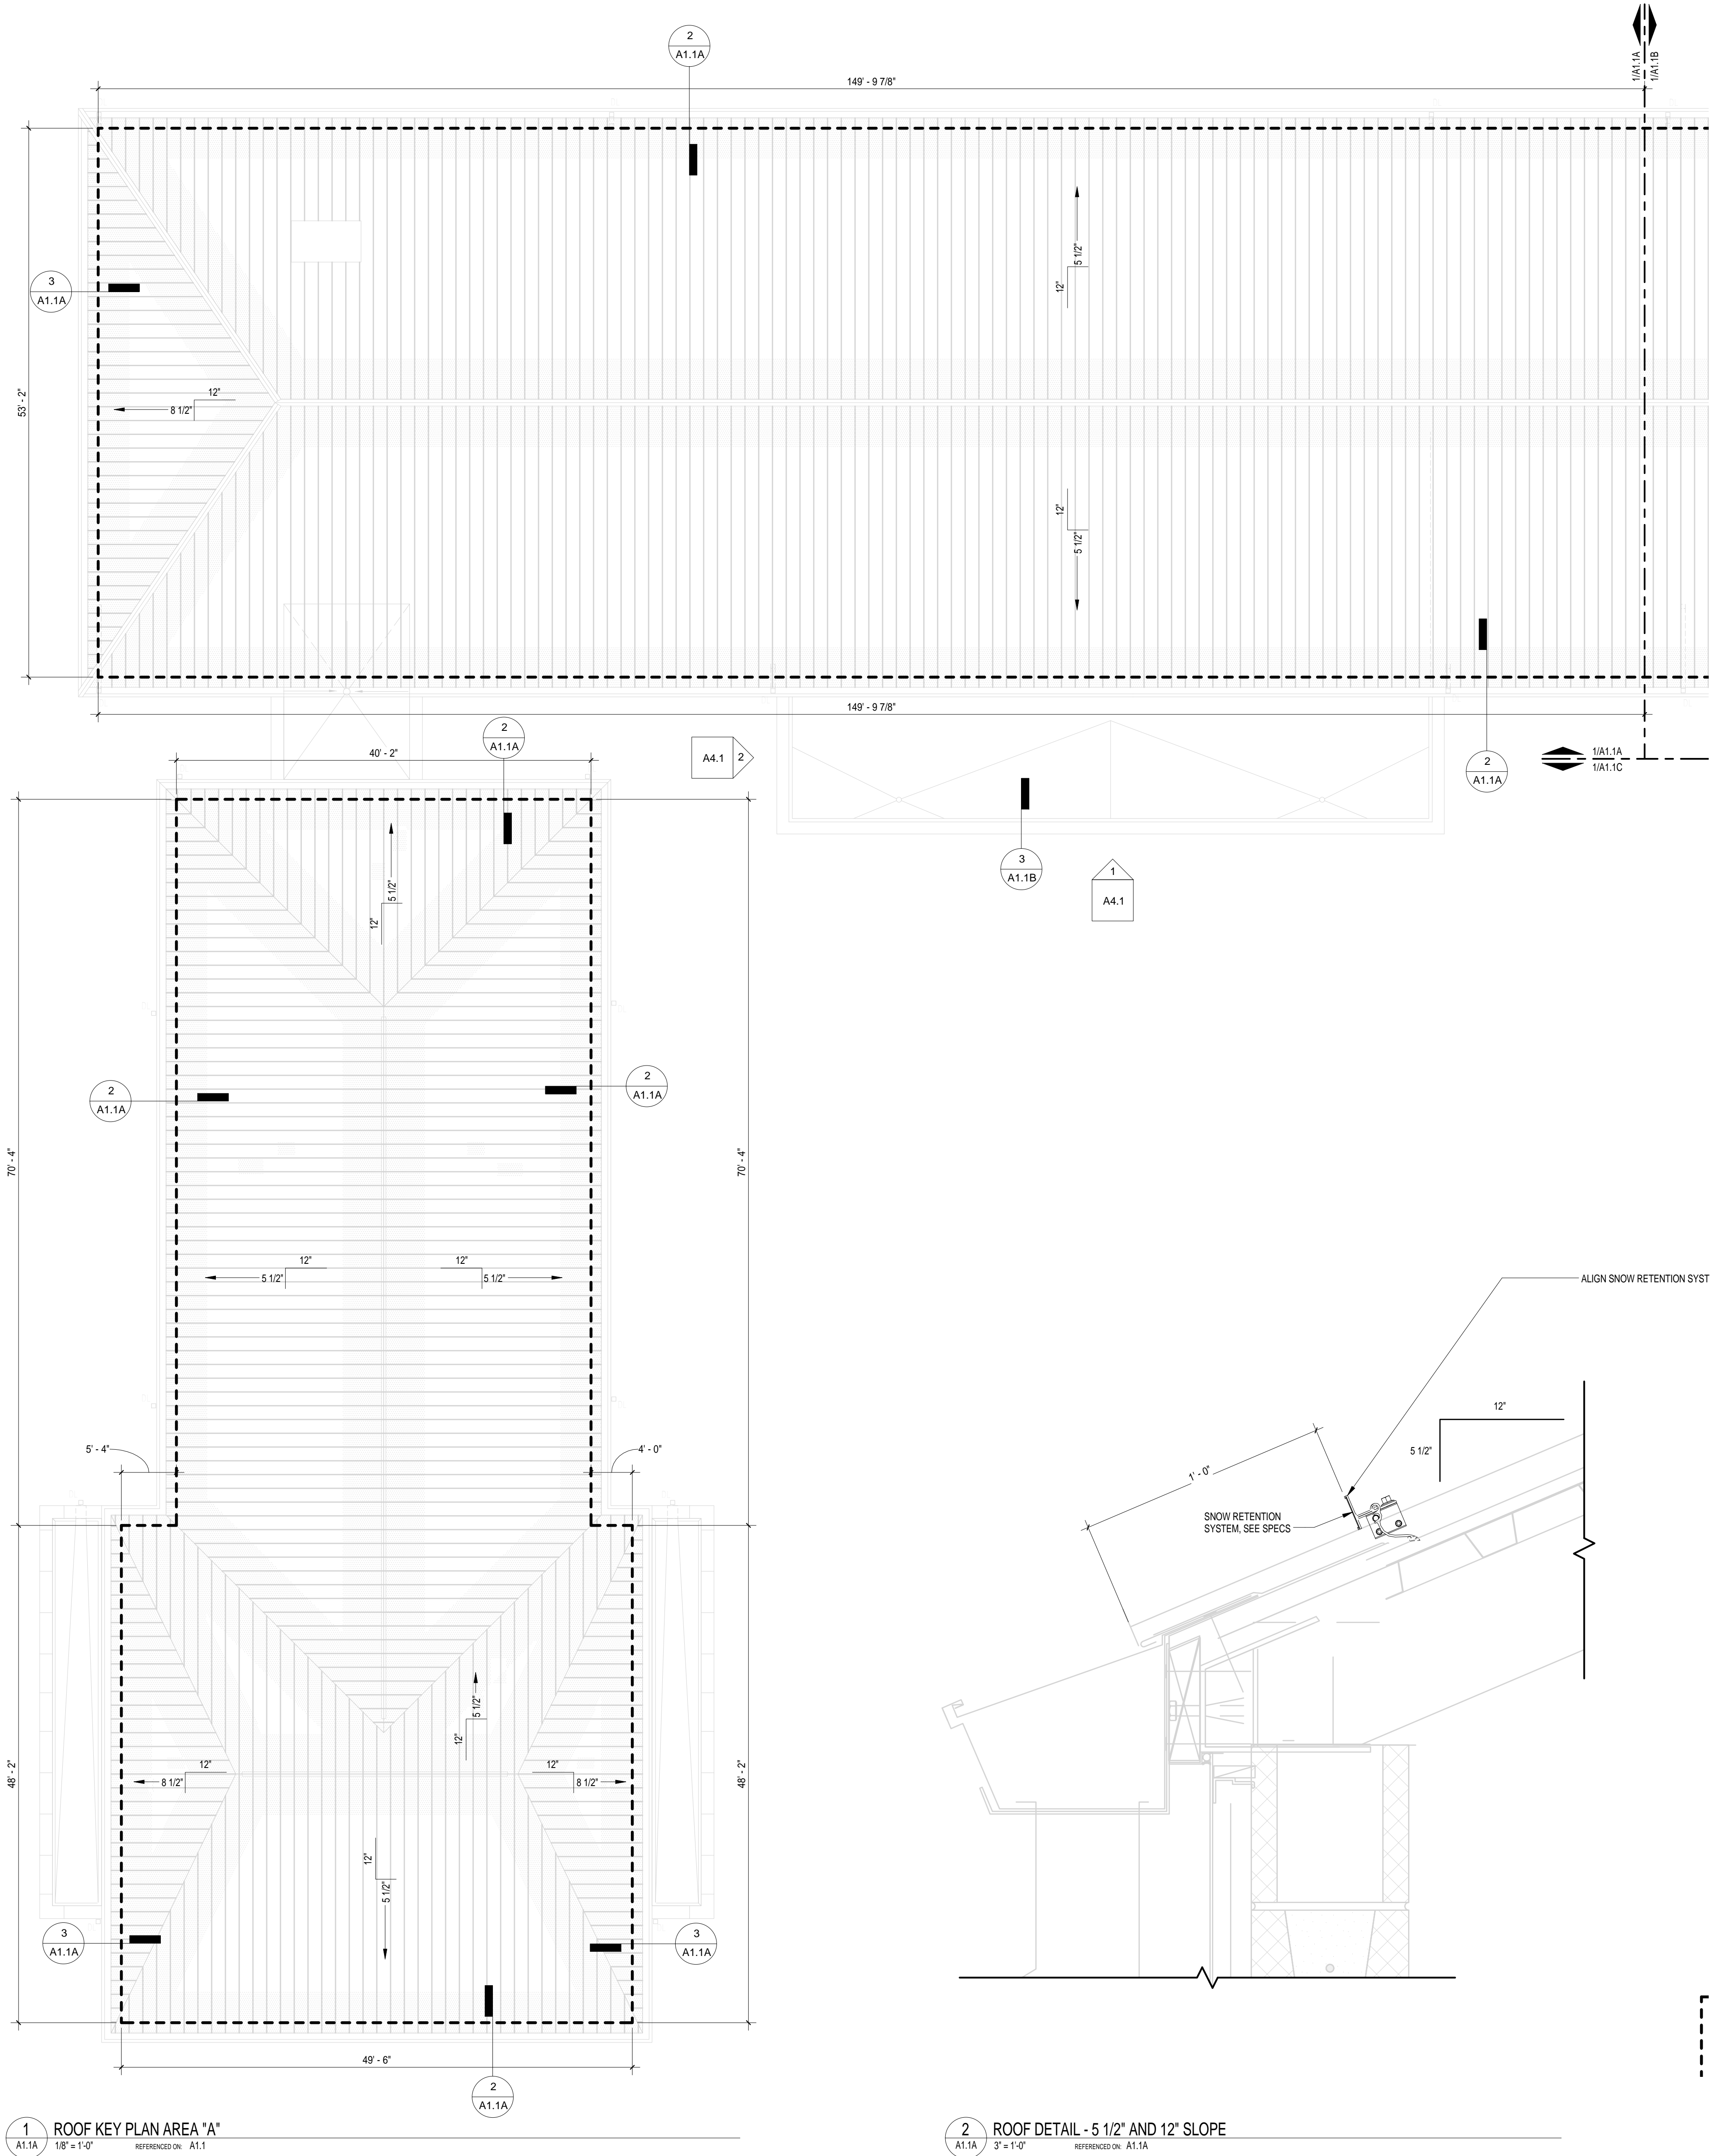 2
A1.1A
1/A1.1A
1/A1.1B
149' - 9 7/8"
5 1/2"
12"
3
A1.1A
53' - 2"
12"
8 1/2"
12"
5 1/2"
149' - 9 7/8"
2
A1.1A
40' - 2"
A4.1
2
1/A1.1A
1/A1.1C
2
A1.1A
3
A1.1B
1
A4.1
5 1/2"
12"
2
A1.1A
2
A1.1A
70' - 4"
70' - 4"
12"
5 1/2"
12"
5 1/2"
ALIGN SNOW RETENTION SYST
12"
5 1/2"
1' - 0"
SNOW RETENTION
SYSTEM, SEE SPECS
5' - 4"
4' - 0"
5 1/2"
12"
12"
8 1/2"
12"
8 1/2"
48' - 2"
48' - 2"
12"
5 1/2"
3
A1.1A
3
A1.1A
49' - 6"
2
A1.1A
1
A1.1A
ROOF KEY PLAN AREA "A"
1/8" = 1'-0"
REFERENCED ON: A1.1
2
A1.1A
ROOF DETAIL - 5 1/2" AND 12" SLOPE
3" = 1'-0"
REFERENCED ON: A1.1A